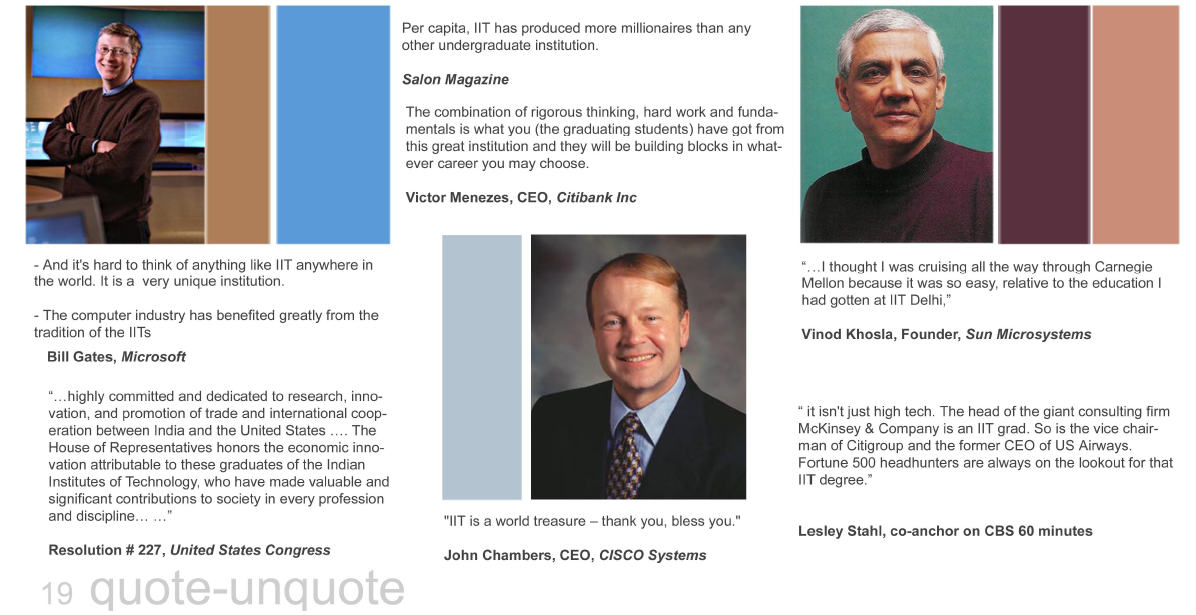 Per capita, IIT has produced more millionaires than any
other undergraduate institution.
Salon Magazine
The combination of rigorous thinking, hard work and funda-
mentals is what you (the graduating students) have got from
this great institution and they will be building blocks in what-
ever career you may choose.
Victor Menezes, CEO, Citibank Inc
- And it's hard to think of anything like IIT anywhere in
the world. It is a  very unique institution.
- The computer industry has benefited greatly from the
tradition of the IITs
Bill Gates, Microsoft
“…highly committed and dedicated to research, inno-
vation, and promotion of trade and international coop-
eration between India and the United States …. The
House of Representatives honors the economic inno-
vation attributable to these graduates of the Indian
Institutes of Technology, who have made valuable and
significant contributions to society in every profession
and discipline… …”
Resolution # 227, United States Congress
"IIT is a world treasure – thank you, bless you."
John Chambers, CEO, CISCO Systems
“…I thought I was cruising all the way through Carnegie
Mellon because it was so easy, relative to the education I
had gotten at IIT Delhi,”
Vinod Khosla, Founder, Sun Microsystems
“ it isn't just high tech. The head of the giant consulting firm
McKinsey & Company is an IIT grad. So is the vice chair-
man of Citigroup and the former CEO of US Airways.
Fortune 500 headhunters are always on the lookout for that
IIT degree.”
Lesley Stahl, co-anchor on CBS 60 minutes
19 quote-unquote